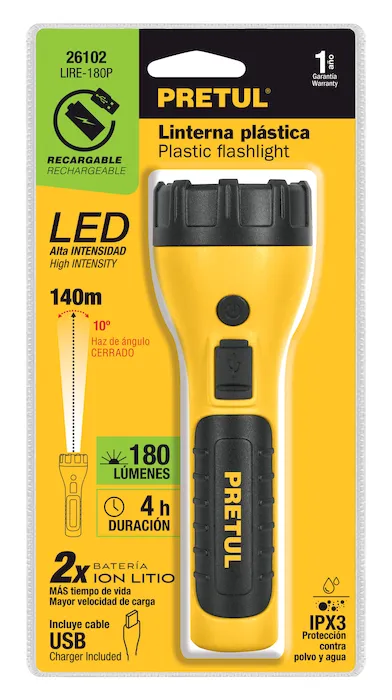 26102
LIRE-180P
RECARGABLE
RECHARGEABLE
PRETUL®
Linterna plástica
Plastic flashlight
1 año
Garantía
Warranty
LED
Alta INTENSIDAD
High INTENSITY
140m
10°
Haz de ángulo
CERRADO
180
LÚMENES
4 h
DURACIÓN
2x BATERÍA
ION LITIO
MÁS tiempo de vida
Mayor velocidad de carga
Incluye cable
USB
Charger Included
PRETUL
IPX3
Protección
contra
polvo y agua